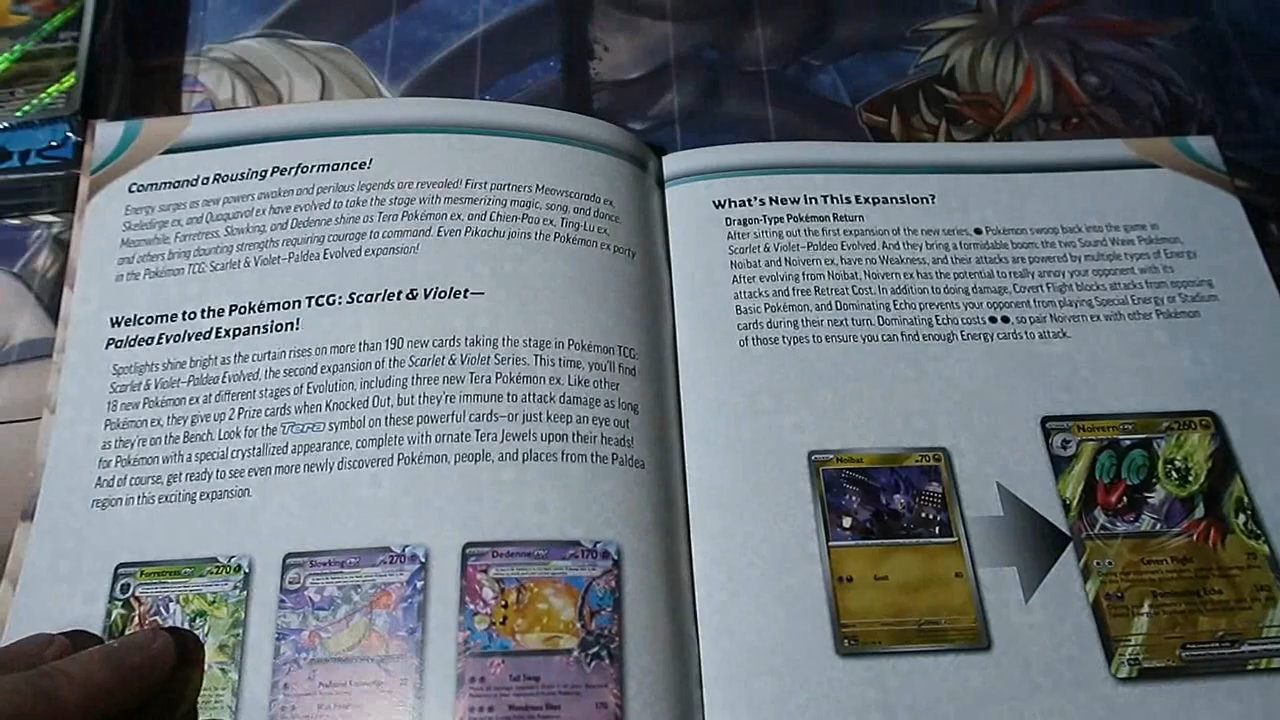 Command a Rousing Performance!
Energy surges as new powers awaken and perilous legends are revealed! First partners Meowscarada ex,
Skeledirge ex, and Quaquaval ex have evolved to take the stage with mesmerizing magic, song, and dance.
Meanwhile, Forretress, Slowking, and Dedenne shine as Tera Pokémon ex, and Chien-Pao ex, Ting-Lu ex,
and others bring daunting strengths requiring courage to command. Even Pikachu joins the Pokémon ex party
in the Pokémon TCG: Scarlet & Violet–Paldea Evolved expansion!
Welcome to the Pokémon TCG: Scarlet & Violet—
Paldea Evolved Expansion!
Spotlights shine bright as the curtain rises on more than 190 new cards taking the stage in Pokémon TCG:
Scarlet & Violet–Paldea Evolved, the second expansion of the Scarlet & Violet Series. This time, you'll find
18 new Pokémon ex at different stages of Evolution, including three new Tera Pokémon ex. Like other
Pokémon ex, they give up 2 Prize cards when Knocked Out, but they're immune to attack damage as long
as they're on the Bench. Look for the Tera symbol on these powerful cards–or just keep an eye out
for Pokémon with a special crystallized appearance, complete with ornate Tera Jewels upon their heads!
And of course, get ready to see even more newly discovered Pokémon, people, and places from the Paldea
region in this exciting expansion.
Forretress ex 270
Slowking ex 270
Dedenne ex 170
Tail Swap
170
What's New in This Expansion?
Dragon-Type Pokémon Return
After sitting out the first expansion of the new series, Pokémon swoop back into the game in
Scarlet & Violet–Paldea Evolved. And they bring a formidable boom: the two Sound Wave Pokémon,
Noibat and Noivern ex, have no Weakness, and their attacks are powered by multiple types of Energy
After evolving from Noibat, Noivern ex has the potential to really annoy your opponent with its
attacks and free Retreat Cost. In addition to doing damage, Covert Flight blocks attacks from opposing
Basic Pokémon, and Dominating Echo prevents your opponent from playing Special Energy or Stadium
cards during their next turn. Dominating Echo costs , so pair Noivern ex with other Pokémon
of those types to ensure you can find enough Energy cards to attack.
Noibat 70
Gust 40
Noivern ex 260
Covert Flight 70
Dominating Echo 140